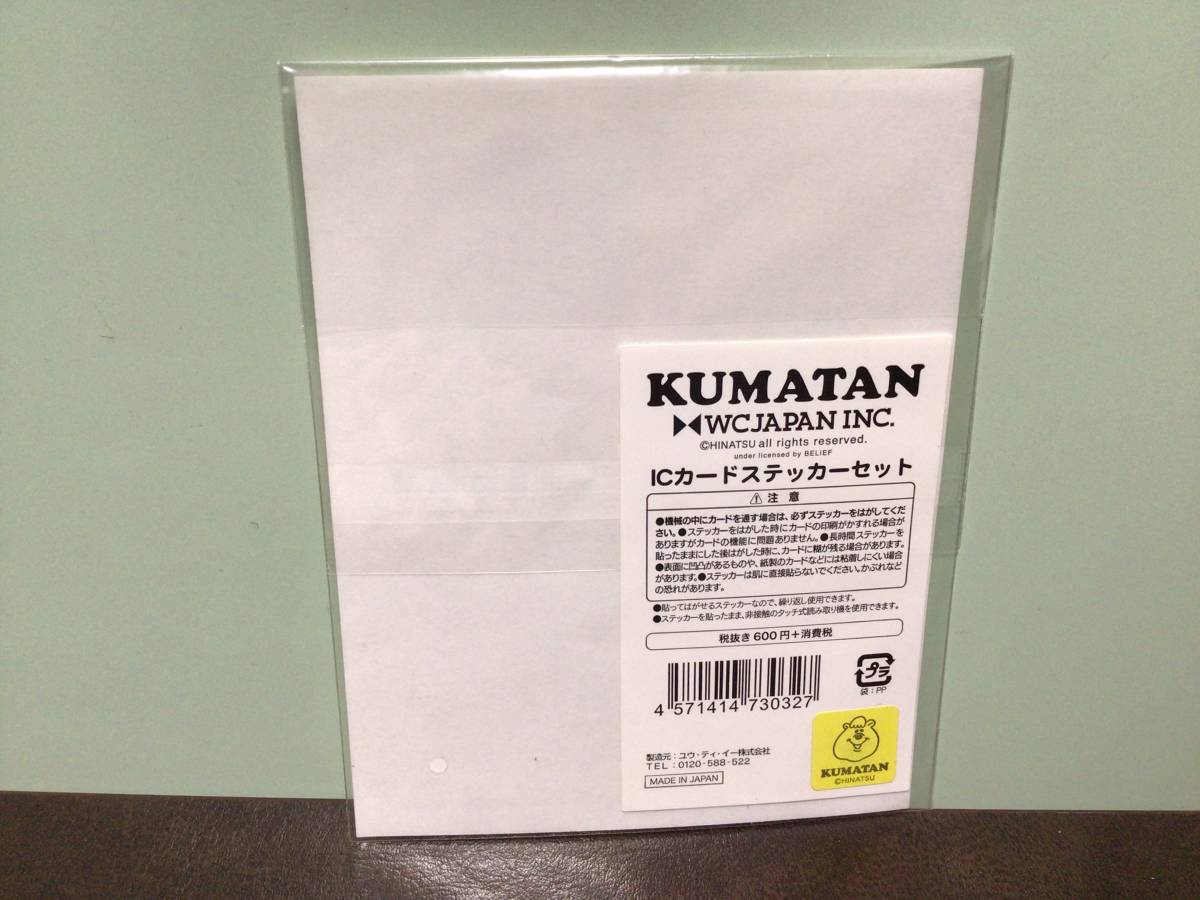 KUMATAN
WCJAPAN INC.
©HINATSU all rights reserved.
under licensed by BELIEF
ICカードステッカーセット
⚠ 注意
●機械の中にカードを通す場合は、必ずステッカーをはがしてくだ
さい。●ステッカーをはがした時にカードの印刷がかすれる場合が
ありますがカードの機能に問題ありません。●長時間ステッカーを
貼ったままにした後はがした時に、カードに糊が残る場合があります。
●表面に凹凸があるものや、紙製のカードなどには粘着しにくい場合
があります。●ステッカーは肌に直接貼らないでください。かぶれなど
の恐れがあります。
●貼ってはがせるステッカーなので、繰り返し使用できます。
●ステッカーを貼ったまま、非接触のタッチ式読み取り機を使用できます。
税抜き600円+消費税
4 571414 730327
プラ
袋:PP
製造元:ユウ・ティ・イー株式会社
TEL:0120-588-522
MADE IN JAPAN
KUMATAN
©HINATSU